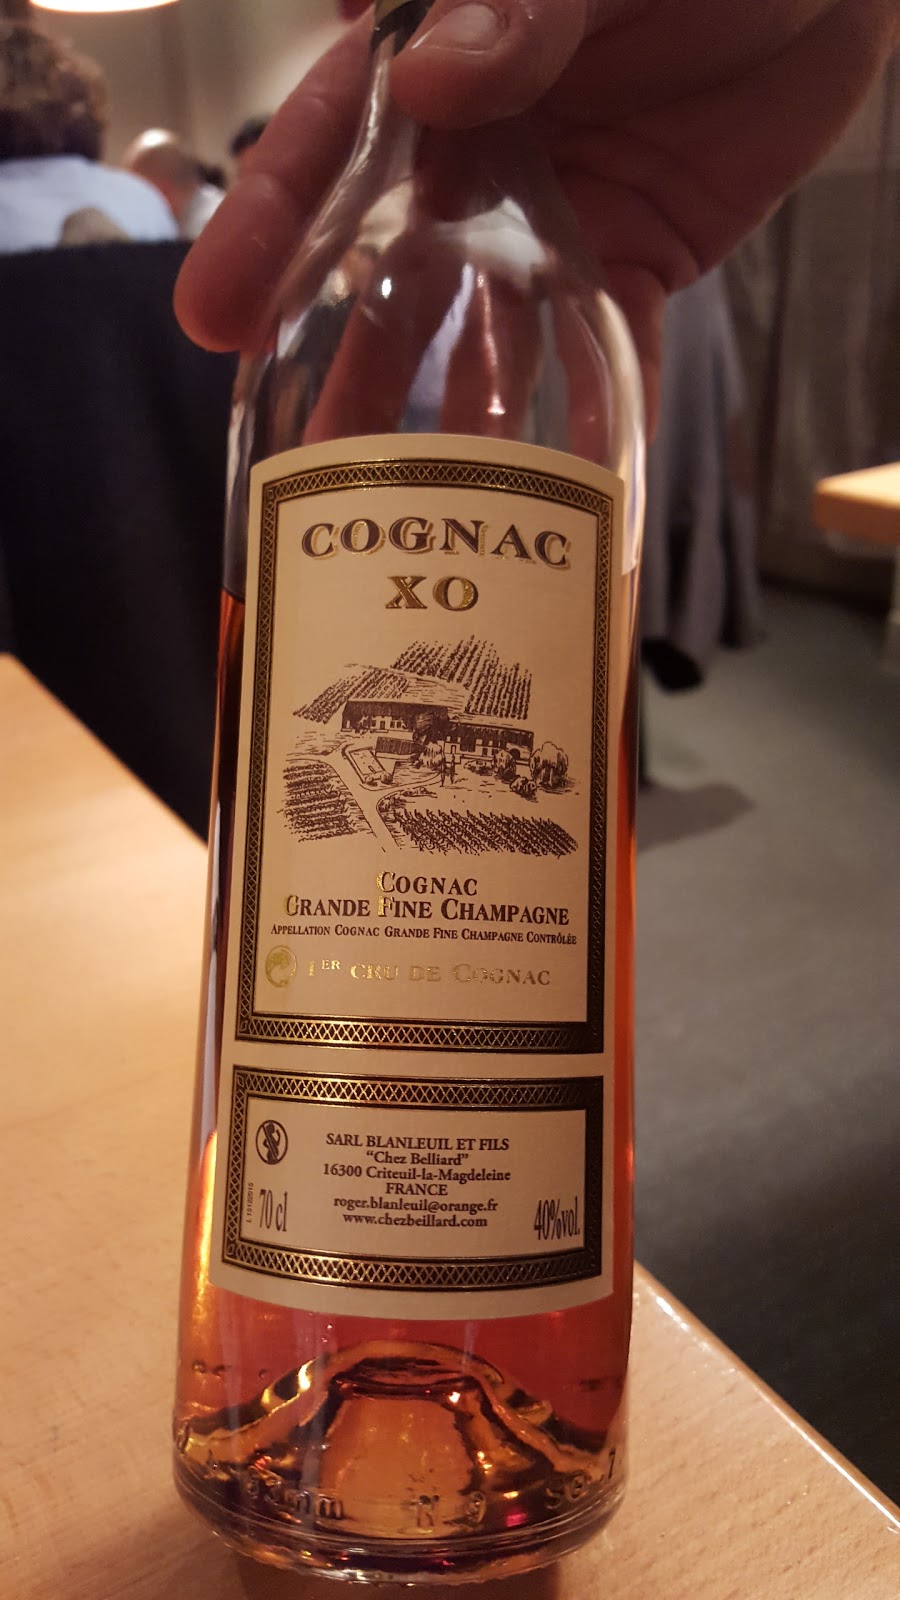 COGNAC
XO
COGNAC
GRANDE FINE CHAMPAGNE
APPELLATION COGNAC GRANDE FINE CHAMPAGNE CONTRÔLÉE
1ER CRU DE COGNAC
SARL BLANLEUIL ET FILS
"Chez Belliard"
16300 Criteuil-la-Magdeleine
FRANCE
roger.blanleuil@orange.fr
www.chezbeillard.com
70 cl
40%vol.